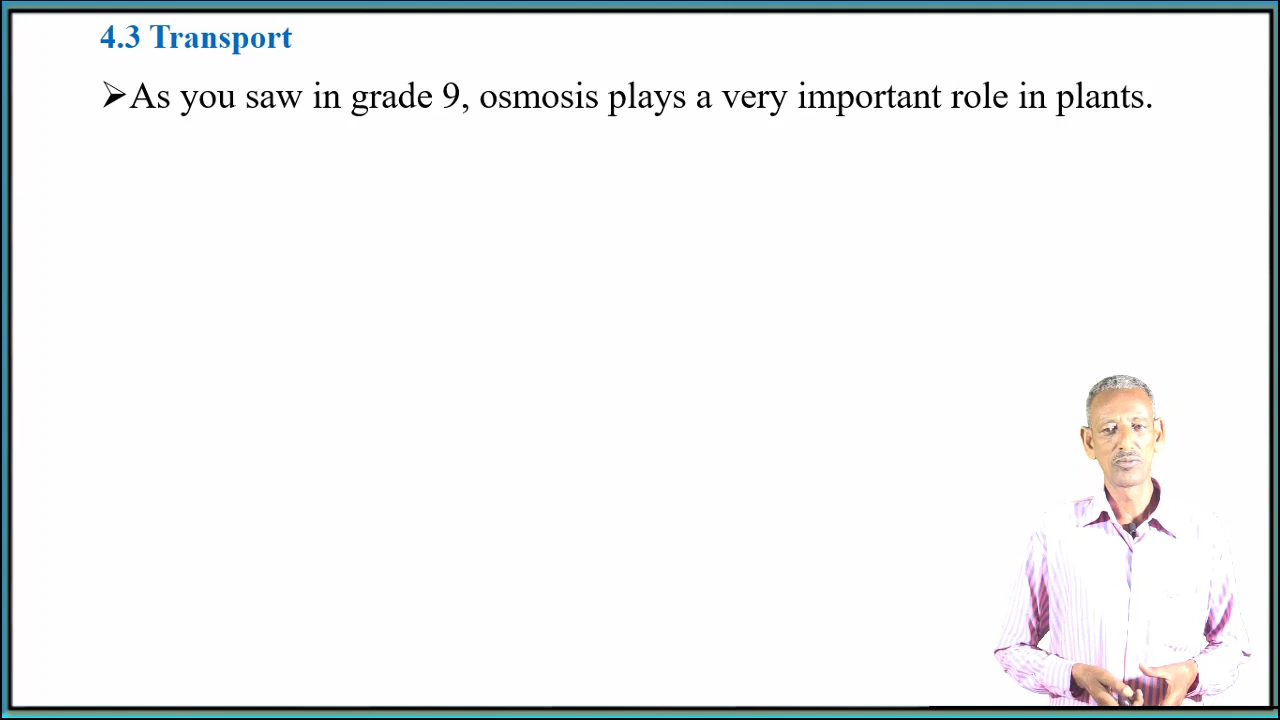 4.3 Transport
➢As you saw in grade 9, osmosis plays a very important role in plants.